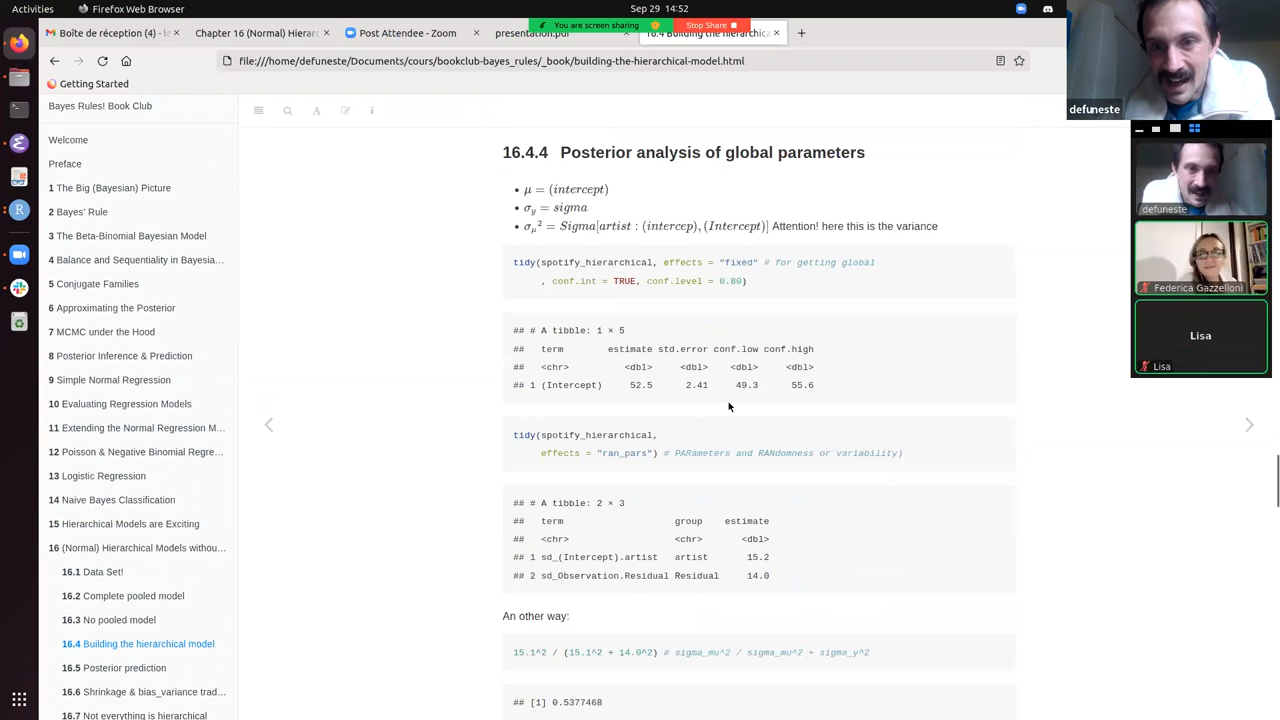 Activities
Firefox Web Browser
Sep 29 14:52
You are screen sharing
Stop Share
Boîte de réception (4) - l
Chapter 16 (Normal) Hierarc
Post Attendee - Zoom
presentation.pdf
16.4 Building the hierarchica
file:///home/defuneste/Documents/cours/bookclub-bayes_rules/_book/building-the-hierarchical-model.html
Getting Started
Bayes Rules! Book Club
Welcome
Preface
1 The Big (Bayesian) Picture
2 Bayes' Rule
3 The Beta-Binomial Bayesian Model
4 Balance and Sequentiality in Bayesia...
5 Conjugate Families
6 Approximating the Posterior
7 MCMC under the Hood
8 Posterior Inference & Prediction
9 Simple Normal Regression
10 Evaluating Regression Models
11 Extending the Normal Regression M...
12 Poisson & Negative Binomial Regre...
13 Logistic Regression
14 Naive Bayes Classification
15 Hierarchical Models are Exciting
16 (Normal) Hierarchical Models withou...
16.1 Data Set!
16.2 Complete pooled model
16.3 No pooled model
16.4 Building the hierarchical model
16.5 Posterior prediction
16.6 Shrinkage & bias_variance trad...
16.7 Not everything is hierarchical
16.4.4 Posterior analysis of global parameters
• μ = (intercept)
• σ_y = sigma
• σ_μ² = Sigma[artist : (intercep), (Intercept)] Attention! here this is the variance
tidy(spotify_hierarchical, effects = "fixed" # for getting global
, conf.int = TRUE, conf.level = 0.80)
## # A tibble: 1 × 5
## term estimate std.error conf.low conf.high
## <chr> <dbl> <dbl> <dbl> <dbl>
## 1 (Intercept) 52.5 2.41 49.3 55.6
tidy(spotify_hierarchical,
effects = "ran_pars") # PARameters and RANdomness or variability)
## # A tibble: 2 × 3
## term group estimate
## <chr> <chr> <dbl>
## 1 sd_(Intercept).artist artist 15.2
## 2 sd_Observation.Residual Residual 14.0
An other way:
15.1^2 / (15.1^2 + 14.0^2) # sigma_mu^2 / sigma_mu^2 + sigma_y^2
## [1] 0.5377468
defuneste
defuneste
Federica Gazzelloni
Lisa
Lisa